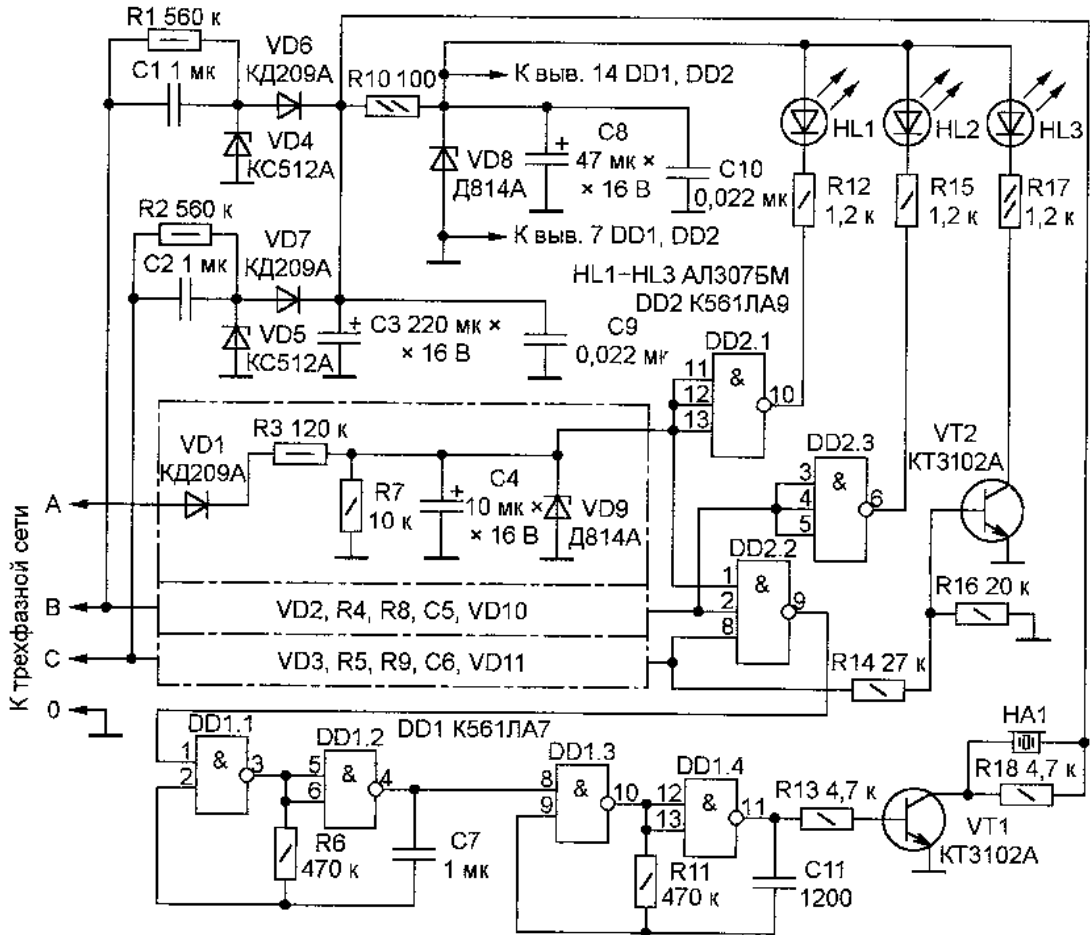 R1 560 к
C1 1 мк
VD6
КД209А
R10 100
К выв. 14 DD1, DD2
VD4
КС512А
VD8
Д814А
C8
47 мк ×
× 16 В
C10
0,022 мк
HL1
HL2
HL3
R12
1,2 к
R15
1,2 к
R17
1,2 к
R2 560 к
C2 1 мк
VD7
КД209А
К выв. 7 DD1, DD2
VD5
КС512А
C3 220 мк ×
× 16 В
C9
0,022 мк
HL1–HL3 АЛ307БМ
DD2 К561ЛА9
DD2.1
&
11
12
13
10
VD1
КД209А
R3 120 к
R7
10 к
C4
10 мк ×
× 16 В
VD9
Д814А
DD2.3
&
3
4
5
6
VT2
КТ3102А
DD2.2
&
1
2
8
9
R16 20 к
R14 27 к
К трехфазной сети
A
B
C
0
VD2, R4, R8, C5, VD10
VD3, R5, R9, C6, VD11
DD1 К561ЛА7
DD1.1
&
1
2
3
DD1.2
&
5
6
4
R6
470 к
C7
1 мк
DD1.3
&
8
9
10
DD1.4
&
12
13
11
R11
470 к
C11
1200
R13 4,7 к
VT1
КТ3102А
HA1
R18 4,7 к